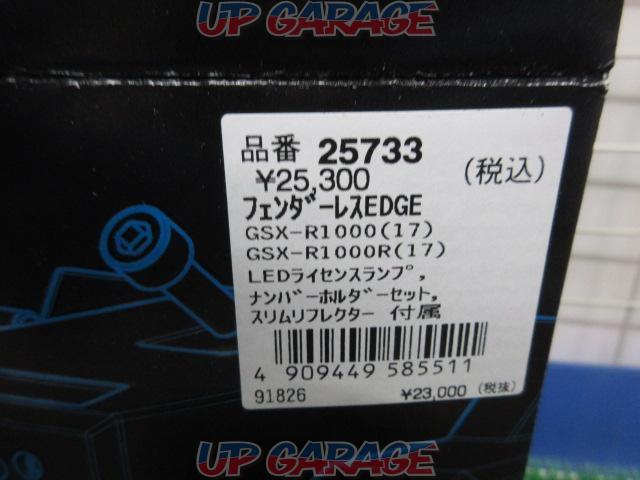 UP GARAGE
品番 25733
¥25,300 (税込)
フェンダーレスEDGE
GSX-R1000(17)
GSX-R1000R(17)
LEDライセンスランプ,
ナンバーホルダーセット,
スリムリフレクター 付属
4 909449 585511
91826 ¥23,000 (税抜)
UP GARAGE